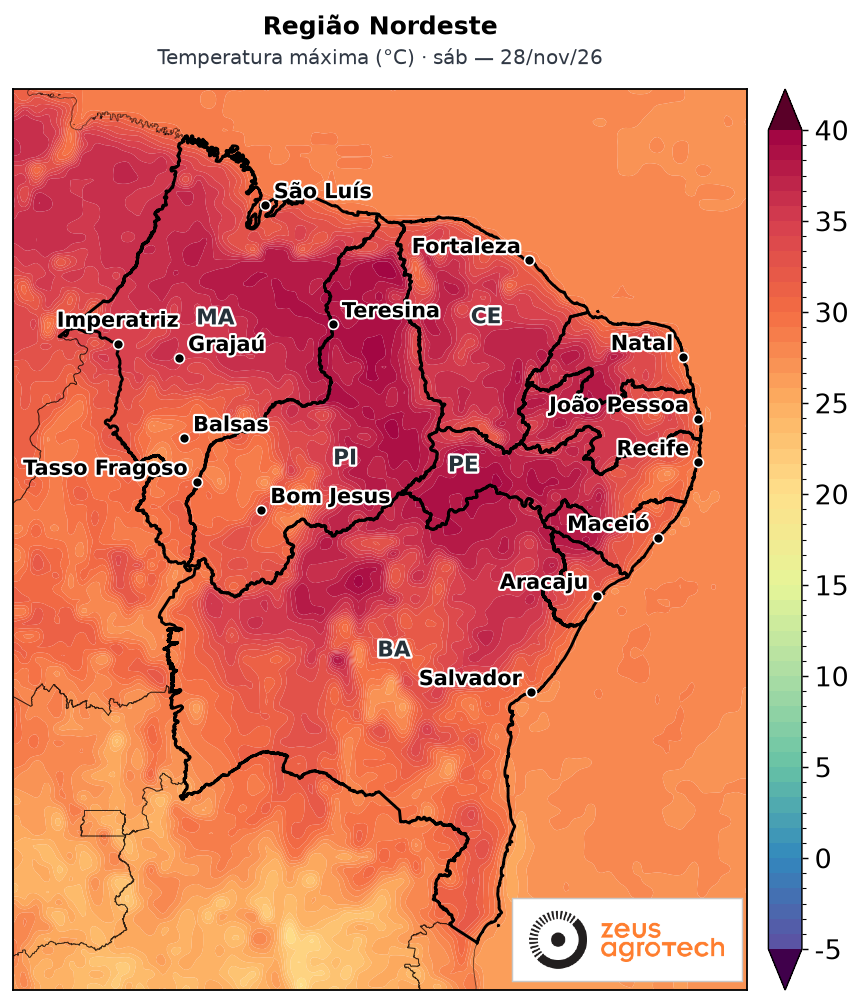 Região Nordeste
Temperatura máxima (°C) · sáb — 28/nov/26
São Luís
Fortaleza
Teresina
CE
Imperatriz
MA
Grajaú
Natal
João Pessoa
Balsas
Recife
PI
PE
Tasso Fragoso
Bom Jesus
Maceió
Aracaju
BA
Salvador
40
35
30
25
20
15
10
5
0
-5
zeus
agrotech